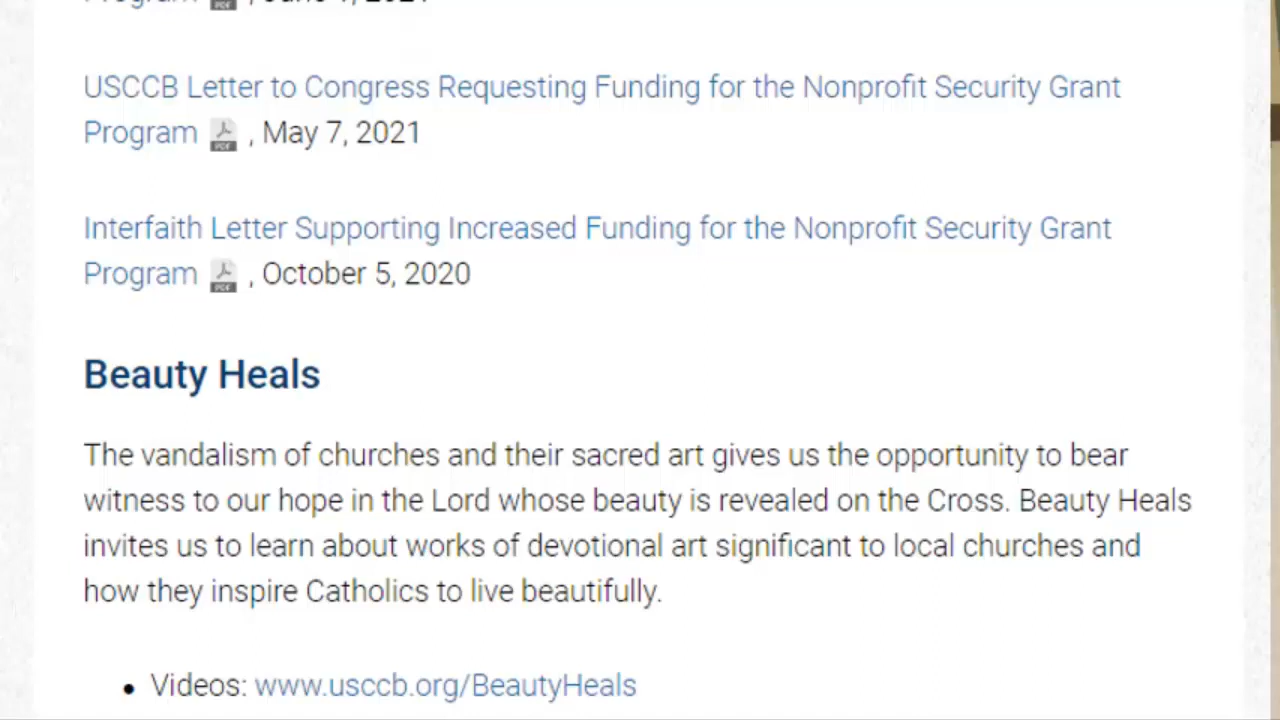 USCCB Letter to Congress Requesting Funding for the Nonprofit Security Grant
Program , May 7, 2021
Interfaith Letter Supporting Increased Funding for the Nonprofit Security Grant
Program , October 5, 2020
Beauty Heals
The vandalism of churches and their sacred art gives us the opportunity to bear
witness to our hope in the Lord whose beauty is revealed on the Cross. Beauty Heals
invites us to learn about works of devotional art significant to local churches and
how they inspire Catholics to live beautifully.
• Videos: www.usccb.org/BeautyHeals